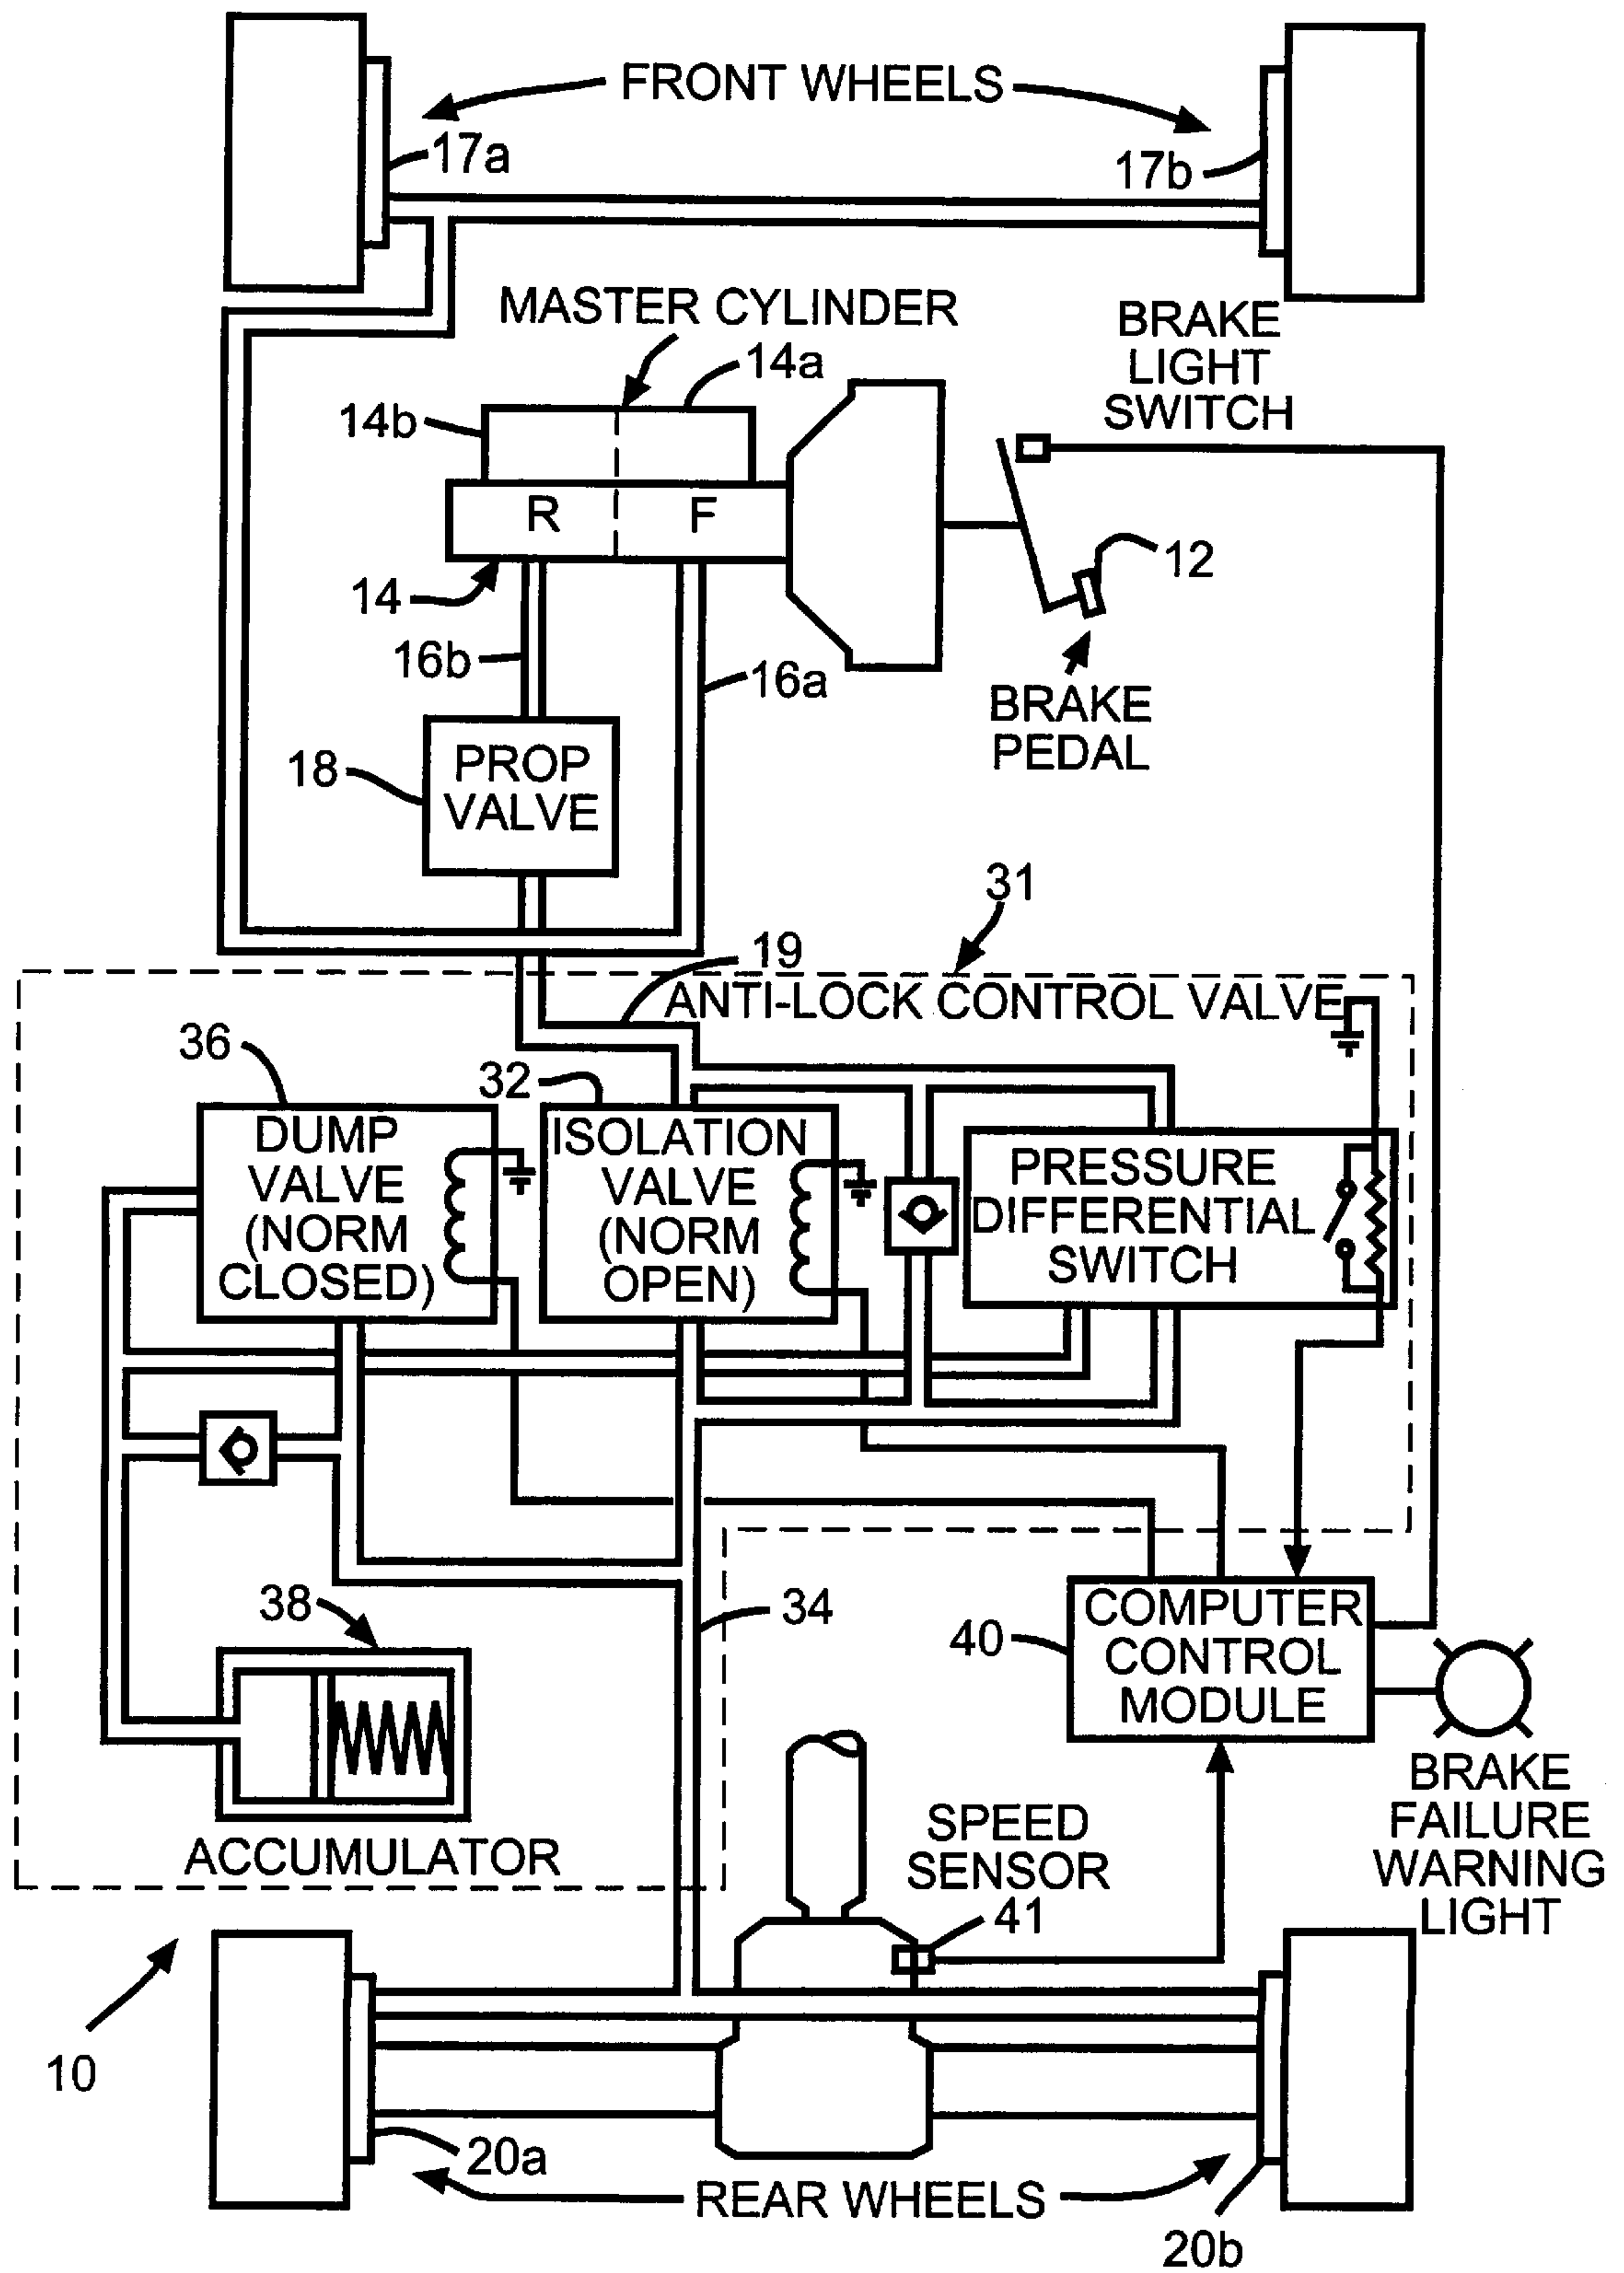 FRONT WHEELS
17a
17b
MASTER CYLINDER
14a
14b
BRAKE
LIGHT
SWITCH
R
F
14
12
16b
16a
BRAKE
PEDAL
18
PROP
VALVE
31
19
ANTI-LOCK CONTROL VALVE
36
32
DUMP
VALVE
(NORM
CLOSED)
ISOLATION
VALVE
(NORM
OPEN)
PRESSURE
DIFFERENTIAL
SWITCH
38
34
40
COMPUTER
CONTROL
MODULE
ACCUMULATOR
SPEED
SENSOR
41
BRAKE
FAILURE
WARNING
LIGHT
10
20a
REAR WHEELS
20b